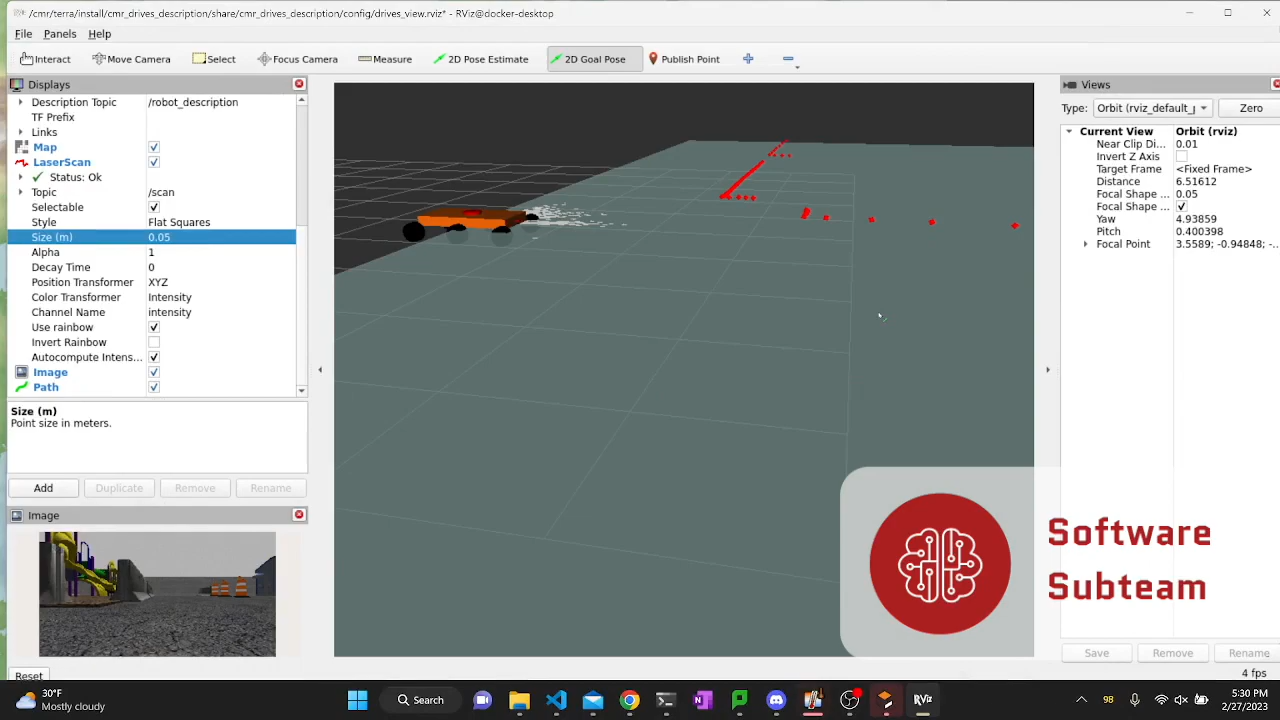 /cmr/terra/install/cmr_drives_description/share/cmr_drives_description/config/drives_view.rviz* - RViz@docker-desktop
File Panels Help
Interact Move Camera Select Focus Camera Measure 2D Pose Estimate 2D Goal Pose Publish Point
Displays
Description Topic /robot_description
TF Prefix
Links
Map
LaserScan
Status: Ok
Topic /scan
Selectable
Style Flat Squares
Size (m) 0.05
Alpha 1
Decay Time 0
Position Transformer XYZ
Color Transformer Intensity
Channel Name intensity
Use rainbow
Invert Rainbow
Autocompute Intens...
Image
Path
Size (m)
Point size in meters.
Add Duplicate Remove Rename
Image
Reset
Views
Type: Orbit (rviz_default_ Zero
Current View Orbit (rviz)
Near Clip Di... 0.01
Invert Z Axis
Target Frame <Fixed Frame>
Distance 6.51612
Focal Shape ... 0.05
Focal Shape ...
Yaw 4.93859
Pitch 0.400398
Focal Point 3.5589; -0.94848; -...
Software
Subteam
Save Remove Rename
4 fps
30°F
Mostly cloudy
Search
RViz
98
5:30 PM
2/27/2023